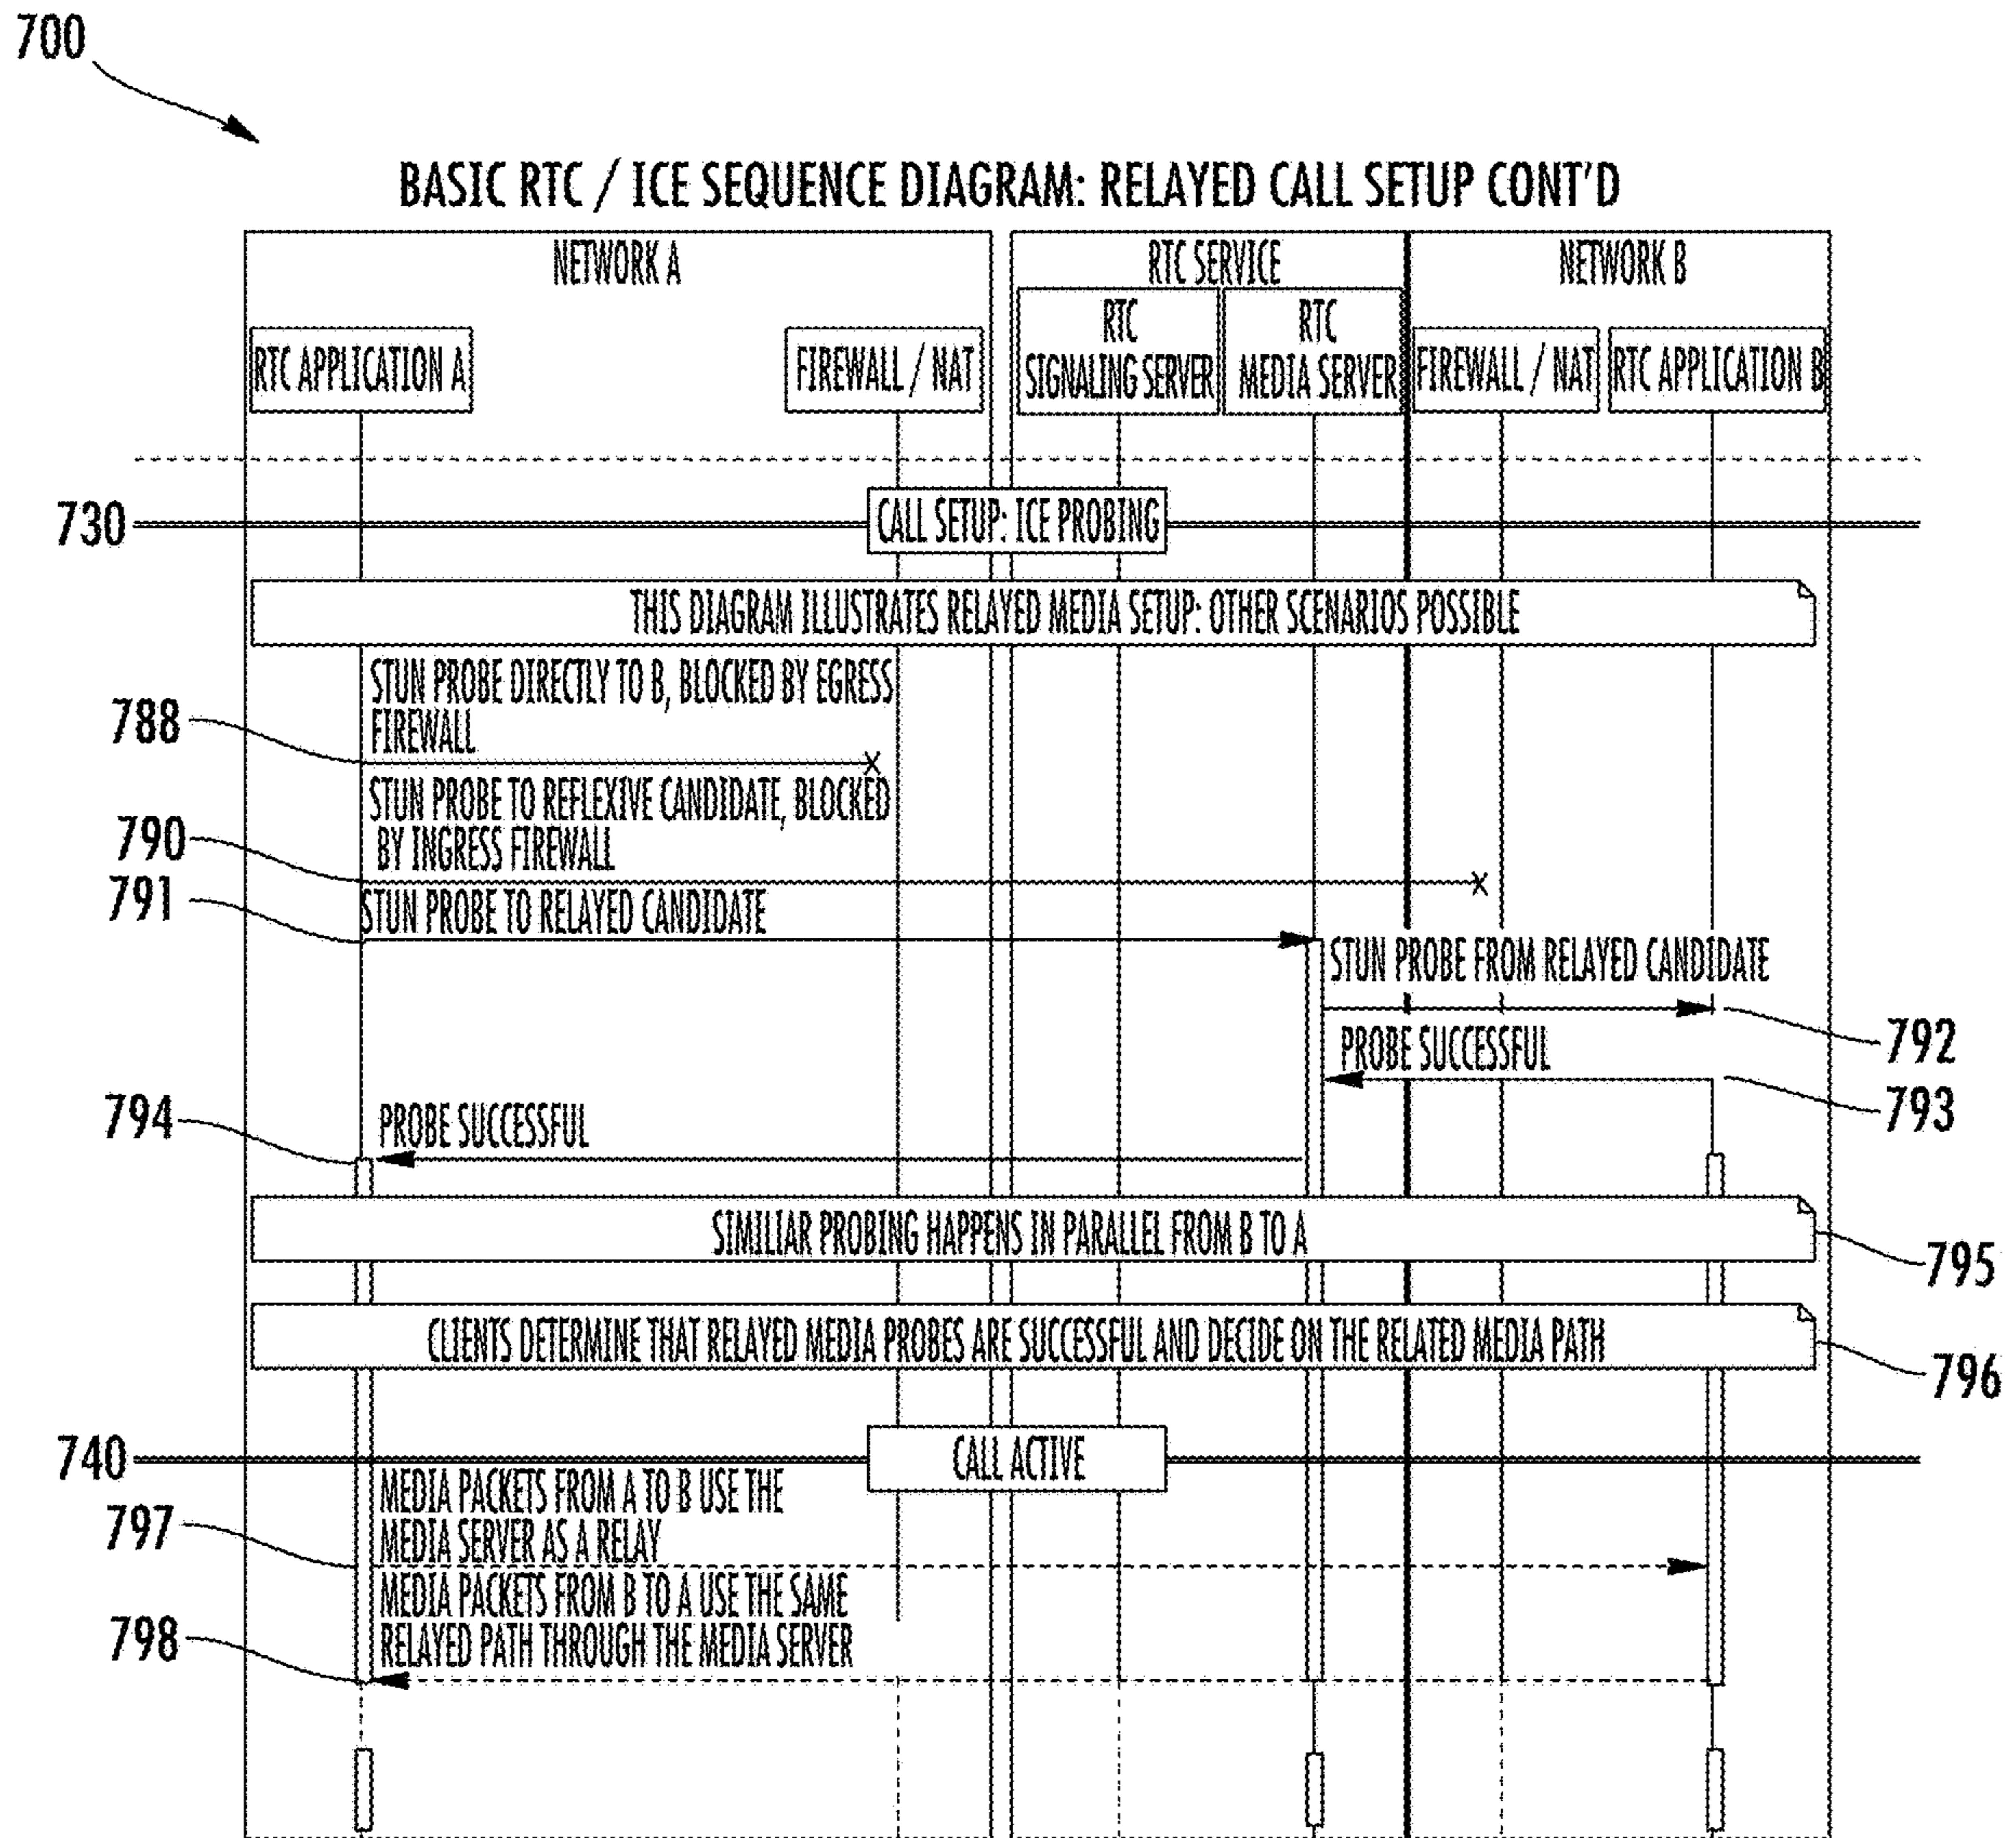 700
BASIC RTC / ICE SEQUENCE DIAGRAM: RELAYED CALL SETUP CONT'D
NETWORK A
RTC SERVICE
NETWORK B
RTC APPLICATION A
FIREWALL / NAT
RTC
SIGNALING SERVER
RTC
MEDIA SERVER
FIREWALL / NAT
RTC APPLICATION B
730
CALL SETUP: ICE PROBING
THIS DIAGRAM ILLUSTRATES RELAYED MEDIA SETUP: OTHER SCENARIOS POSSIBLE
STUN PROBE DIRECTLY TO B, BLOCKED BY EGRESS
FIREWALL
788
STUN PROBE TO REFLEXIVE CANDIDATE, BLOCKED
BY INGRESS FIREWALL
790
STUN PROBE TO RELAYED CANDIDATE
791
STUN PROBE FROM RELAYED CANDIDATE
792
PROBE SUCCESSFUL
793
PROBE SUCCESSFUL
794
SIMILIAR PROBING HAPPENS IN PARALLEL FROM B TO A
795
CLIENTS DETERMINE THAT RELAYED MEDIA PROBES ARE SUCCESSFUL AND DECIDE ON THE RELATED MEDIA PATH
796
740
CALL ACTIVE
MEDIA PACKETS FROM A TO B USE THE
MEDIA SERVER AS A RELAY
797
MEDIA PACKETS FROM B TO A USE THE SAME
RELAYED PATH THROUGH THE MEDIA SERVER
798